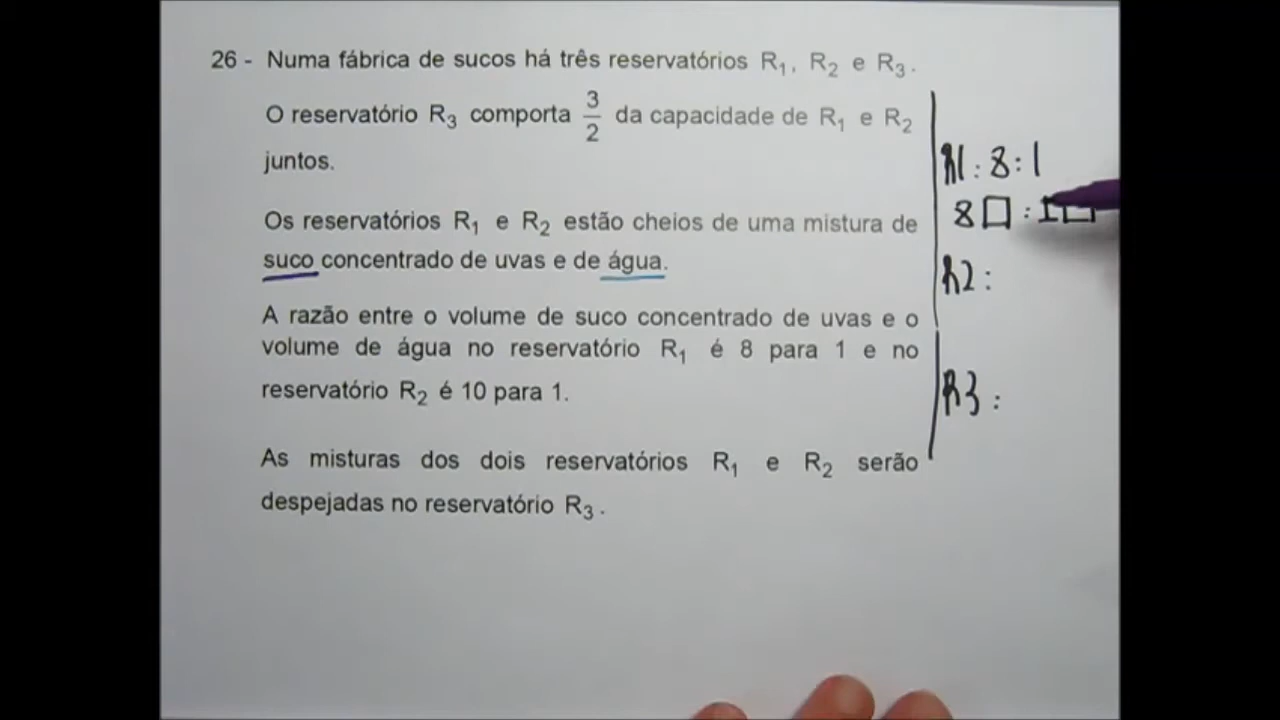 26 - Numa fábrica de sucos há três reservatórios R₁, R₂ e R₃.
O reservatório R₃ comporta 3/2 da capacidade de R₁ e R₂
juntos.
Os reservatórios R₁ e R₂ estão cheios de uma mistura de
suco concentrado de uvas e de água.
A razão entre o volume de suco concentrado de uvas e o
volume de água no reservatório R₁ é 8 para 1 e no
reservatório R₂ é 10 para 1.
As misturas dos dois reservatórios R₁ e R₂ serão
despejadas no reservatório R₃.
R1: 8:1
8□ : 1□
R2:
R3: